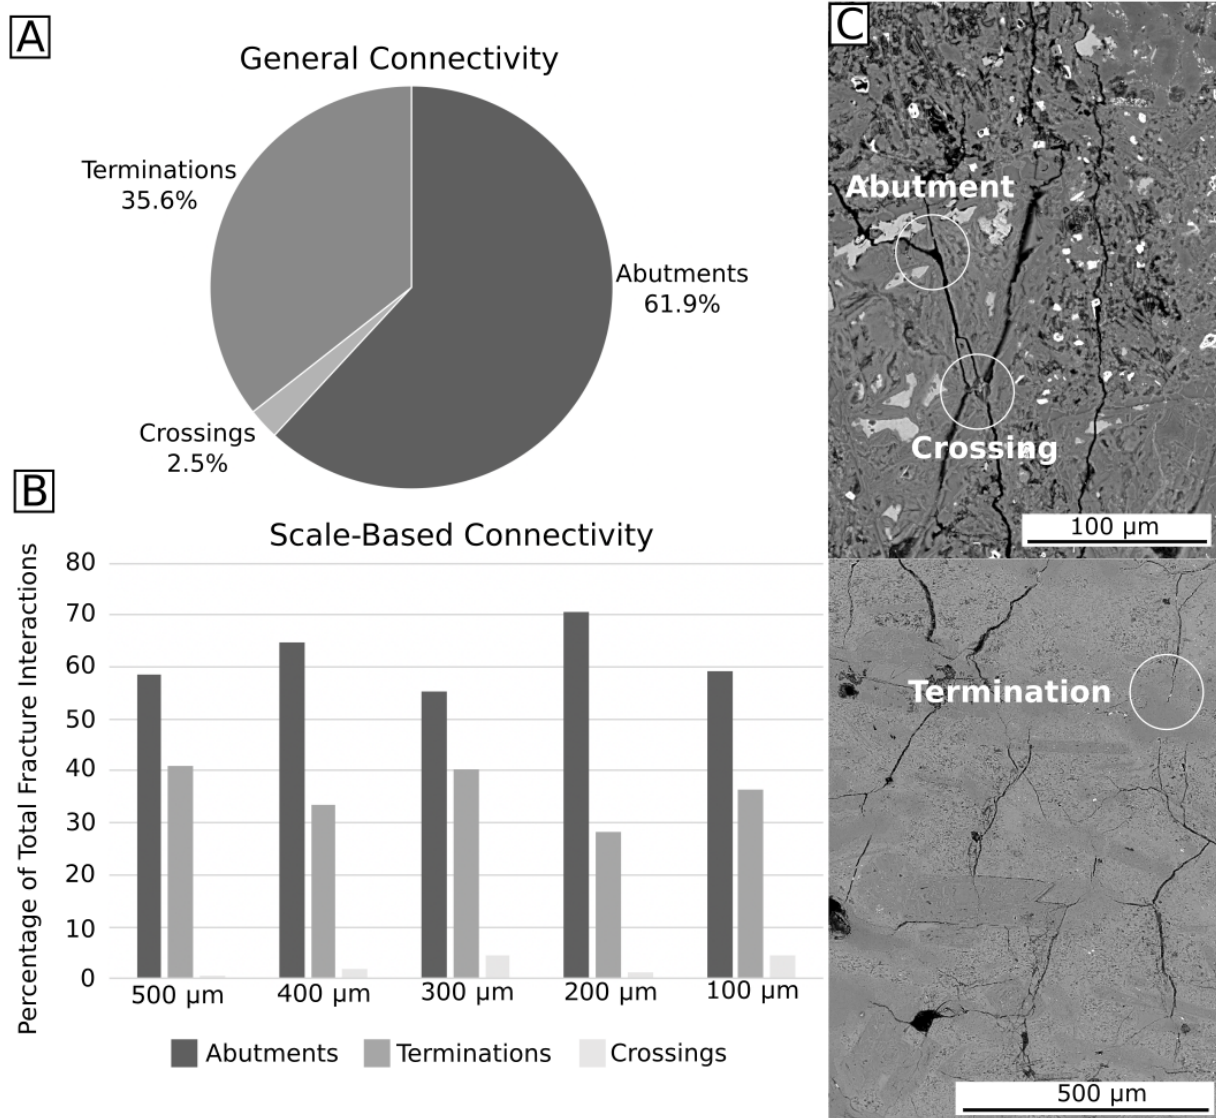 A
General Connectivity
Terminations
35.6%
Abutments
61.9%
Crossings
2.5%
B
Scale-Based Connectivity
Percentage of Total Fracture Interactions
80
70
60
50
40
30
20
10
0
500 µm
400 µm
300 µm
200 µm
100 µm
Abutments
Terminations
Crossings
C
Abutment
Crossing
100 µm
Termination
500 µm